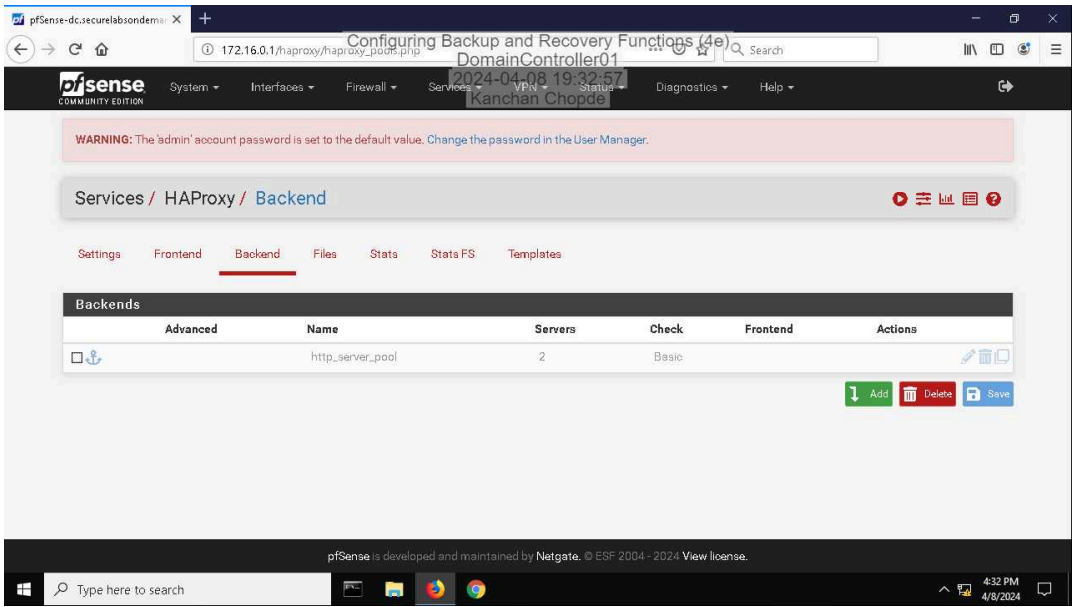 pfSense-dc.securelabsondemar
172.16.0.1/haproxy/haproxy_pools.php
Search
Configuring Backup and Recovery Functions (4e)
DomainController01
2024-04-08 19:32:57
Kanchan Chopde
pfsense
COMMUNITY EDITION
System Interfaces Firewall Services VPN Status Diagnostics Help
WARNING: The 'admin' account password is set to the default value. Change the password in the User Manager.
Services / HAProxy / Backend
Settings Frontend Backend Files Stats Stats FS Templates
Backends
Advanced Name Servers Check Frontend Actions
http_server_pool 2 Basic
Add Delete Save
pfSense is developed and maintained by Netgate. © ESF 2004 - 2024 View license.
Type here to search
4:32 PM
4/8/2024